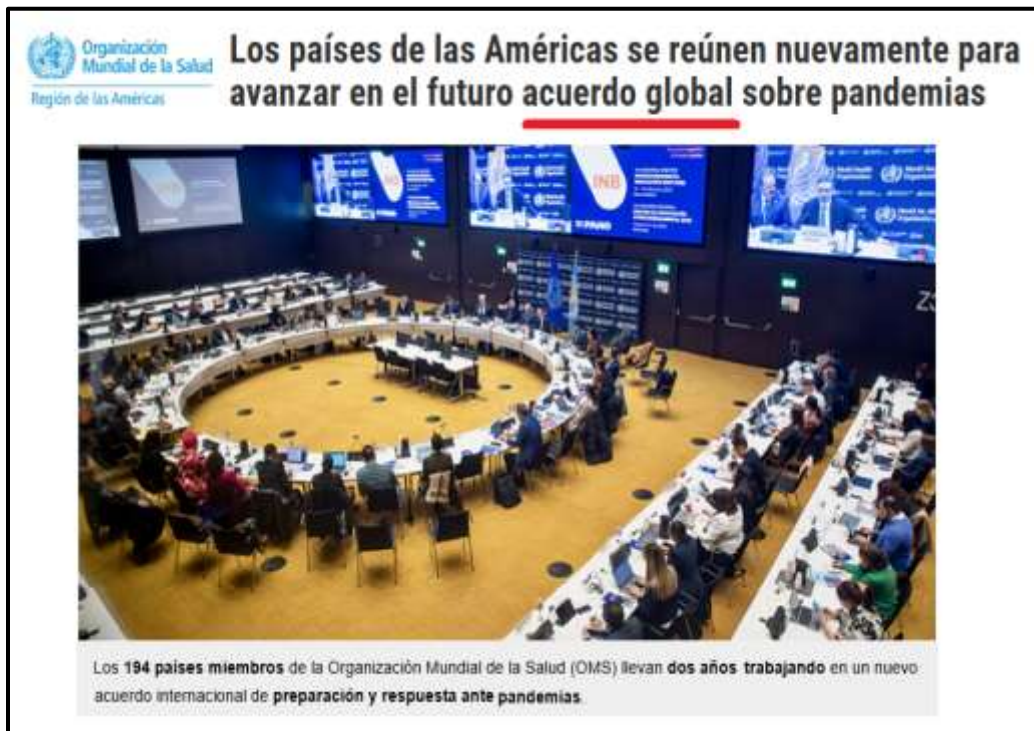 Organización
Mundial de la Salud
Región de las Américas
Los países de las Américas se reúnen nuevamente para
avanzar en el futuro acuerdo global sobre pandemias
INB
Los 194 países miembros de la Organización Mundial de la Salud (OMS) llevan dos años trabajando en un nuevo
acuerdo internacional de preparación y respuesta ante pandemias.